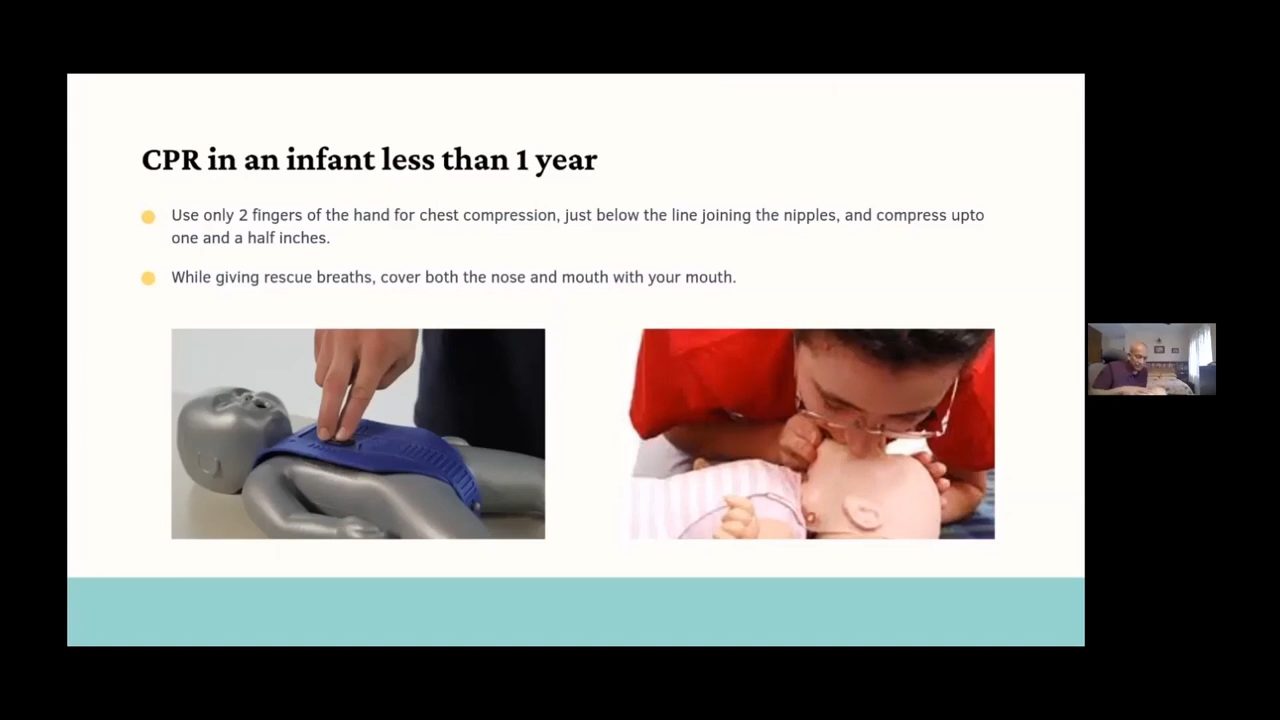 CPR in an infant less than 1 year
Use only 2 fingers of the hand for chest compression, just below the line joining the nipples, and compress upto
one and a half inches.
While giving rescue breaths, cover both the nose and mouth with your mouth.